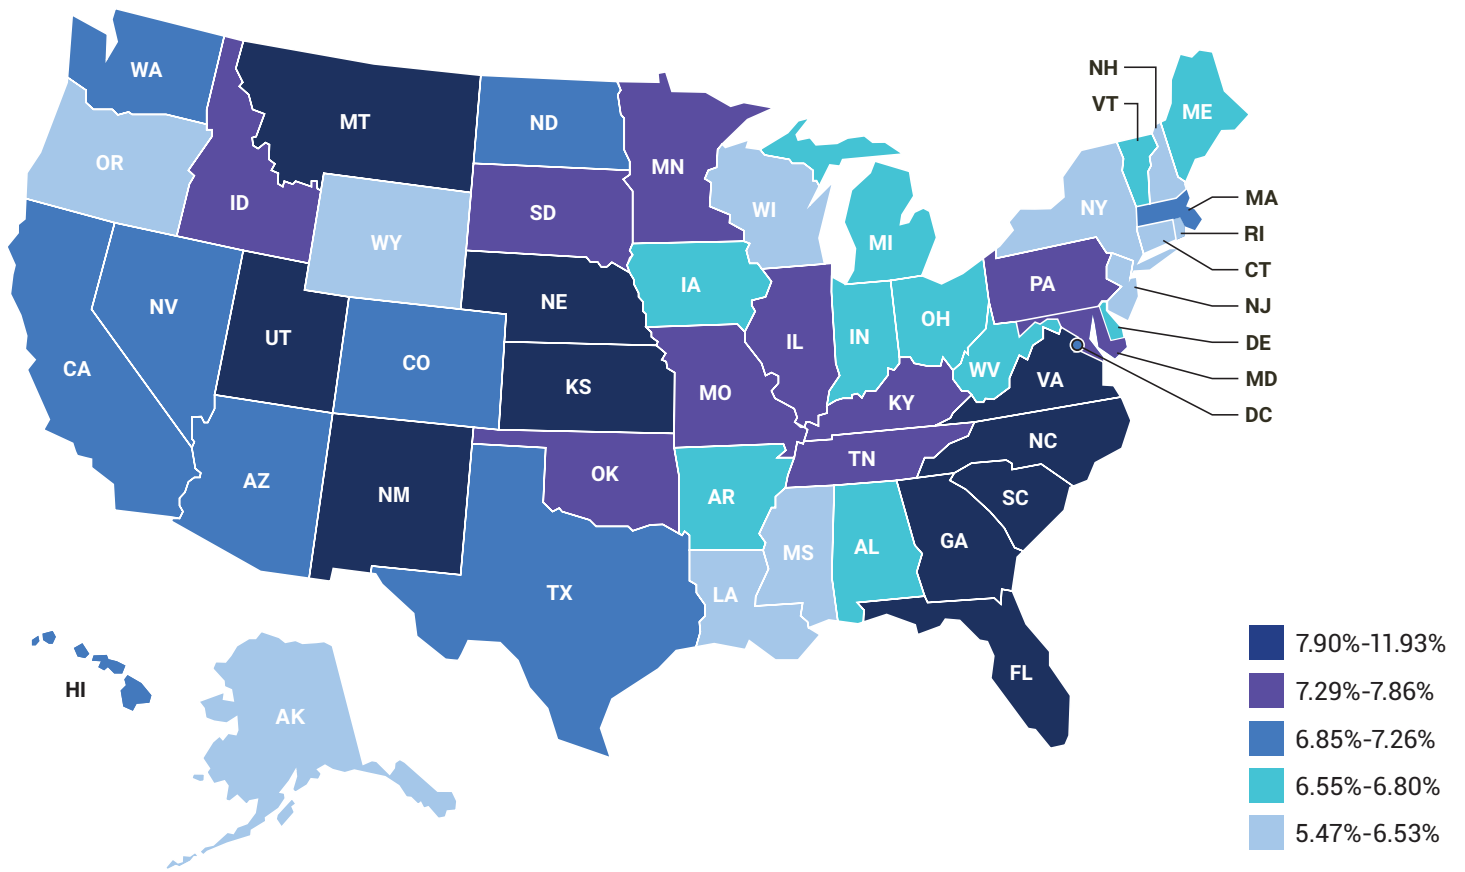 NH
VT
ME
WA
MT
ND
MN
OR
ID
SD
WI
MI
NY
MA
RI
CT
NJ
DE
MD
DC
WY
IA
PA
NE
NV
UT
CO
KS
IL
IN
OH
CA
MO
WV
VA
KY
NC
TN
OK
AZ
NM
AR
SC
MS
AL
GA
TX
LA
FL
HI
AK
7.90%-11.93%
7.29%-7.86%
6.85%-7.26%
6.55%-6.80%
5.47%-6.53%